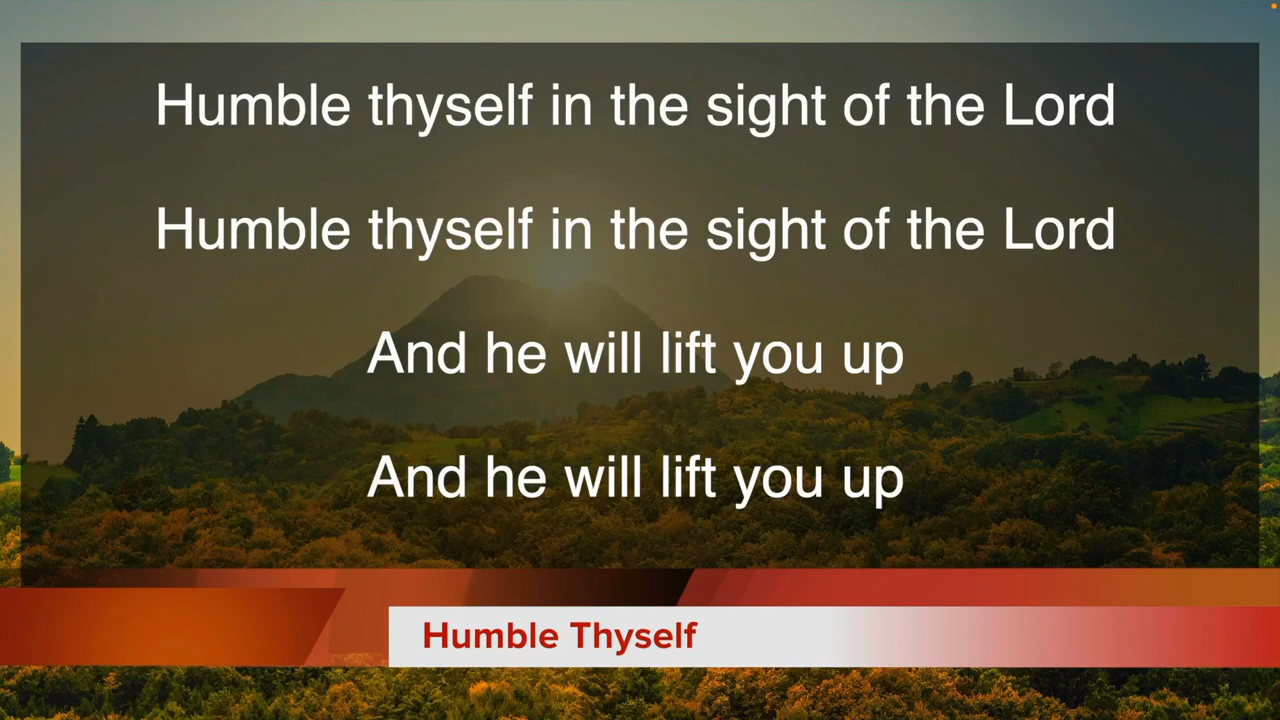 Humble thyself in the sight of the Lord
Humble thyself in the sight of the Lord
And he will lift you up
And he will lift you up
Humble Thyself